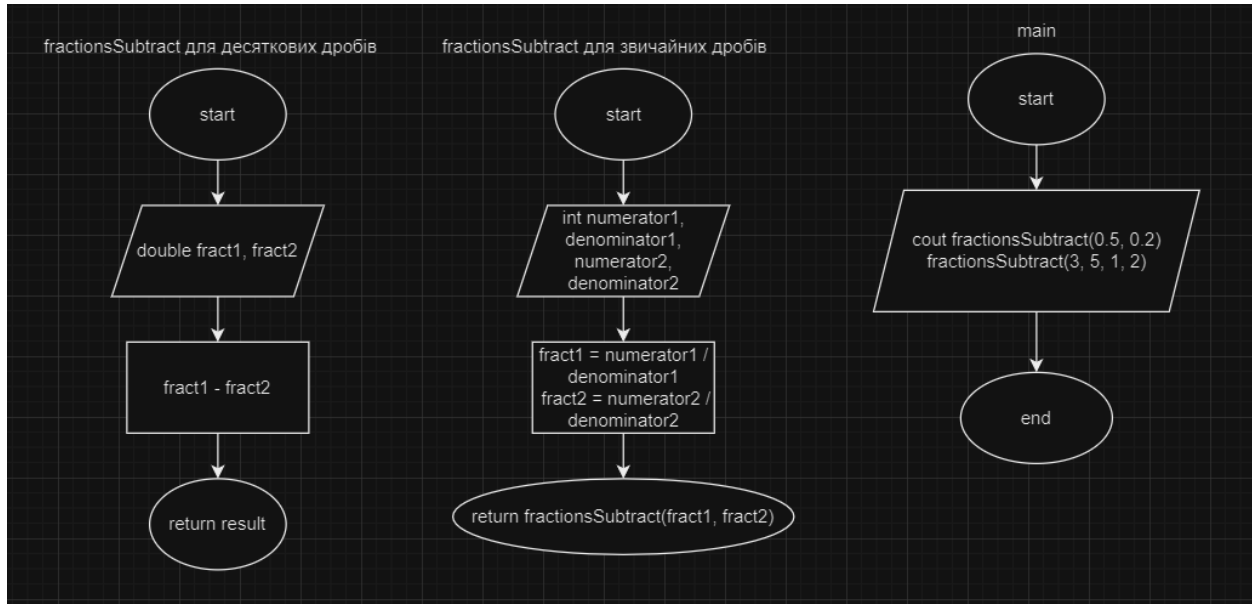 fractionsSubtract для десяткових дробів
start
double fract1, fract2
fract1 - fract2
return result
fractionsSubtract для звичайних дробів
start
int numerator1,
denominator1,
numerator2,
denominator2
fract1 = numerator1 /
denominator1
fract2 = numerator2 /
denominator2
return fractionsSubtract(fract1, fract2)
main
start
cout fractionsSubtract(0.5, 0.2)
fractionsSubtract(3, 5, 1, 2)
end